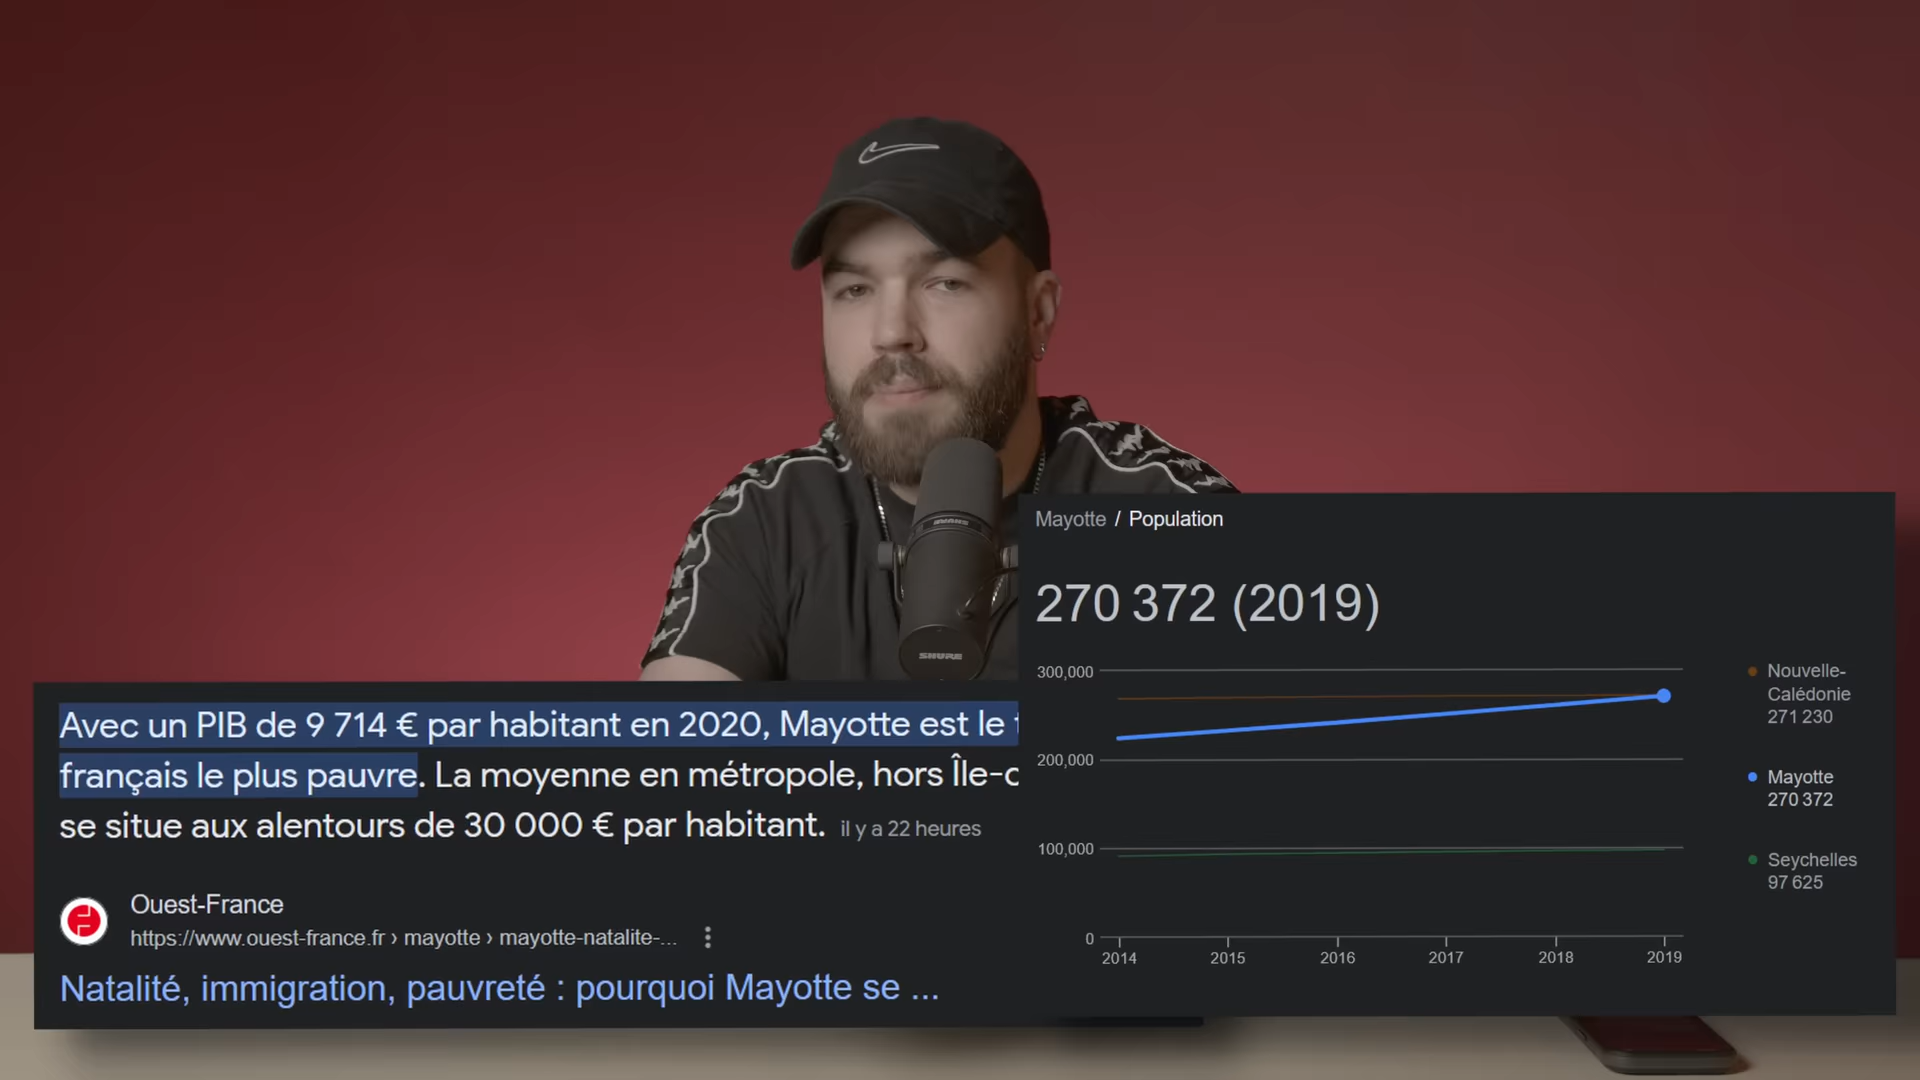 SHURE
Avec un PIB de 9 714 € par habitant en 2020, Mayotte est le
français le plus pauvre. La moyenne en métropole, hors Île-
se situe aux alentours de 30 000 € par habitant. il y a 22 heures
Ouest-France
https://www.ouest-france.fr › mayotte › mayotte-natalite-...
Natalité, immigration, pauvreté : pourquoi Mayotte se ...
Mayotte / Population
270 372 (2019)
300,000
200,000
100,000
0
2014 2015 2016 2017 2018 2019
Nouvelle-
Calédonie
271 230
Mayotte
270 372
Seychelles
97 625